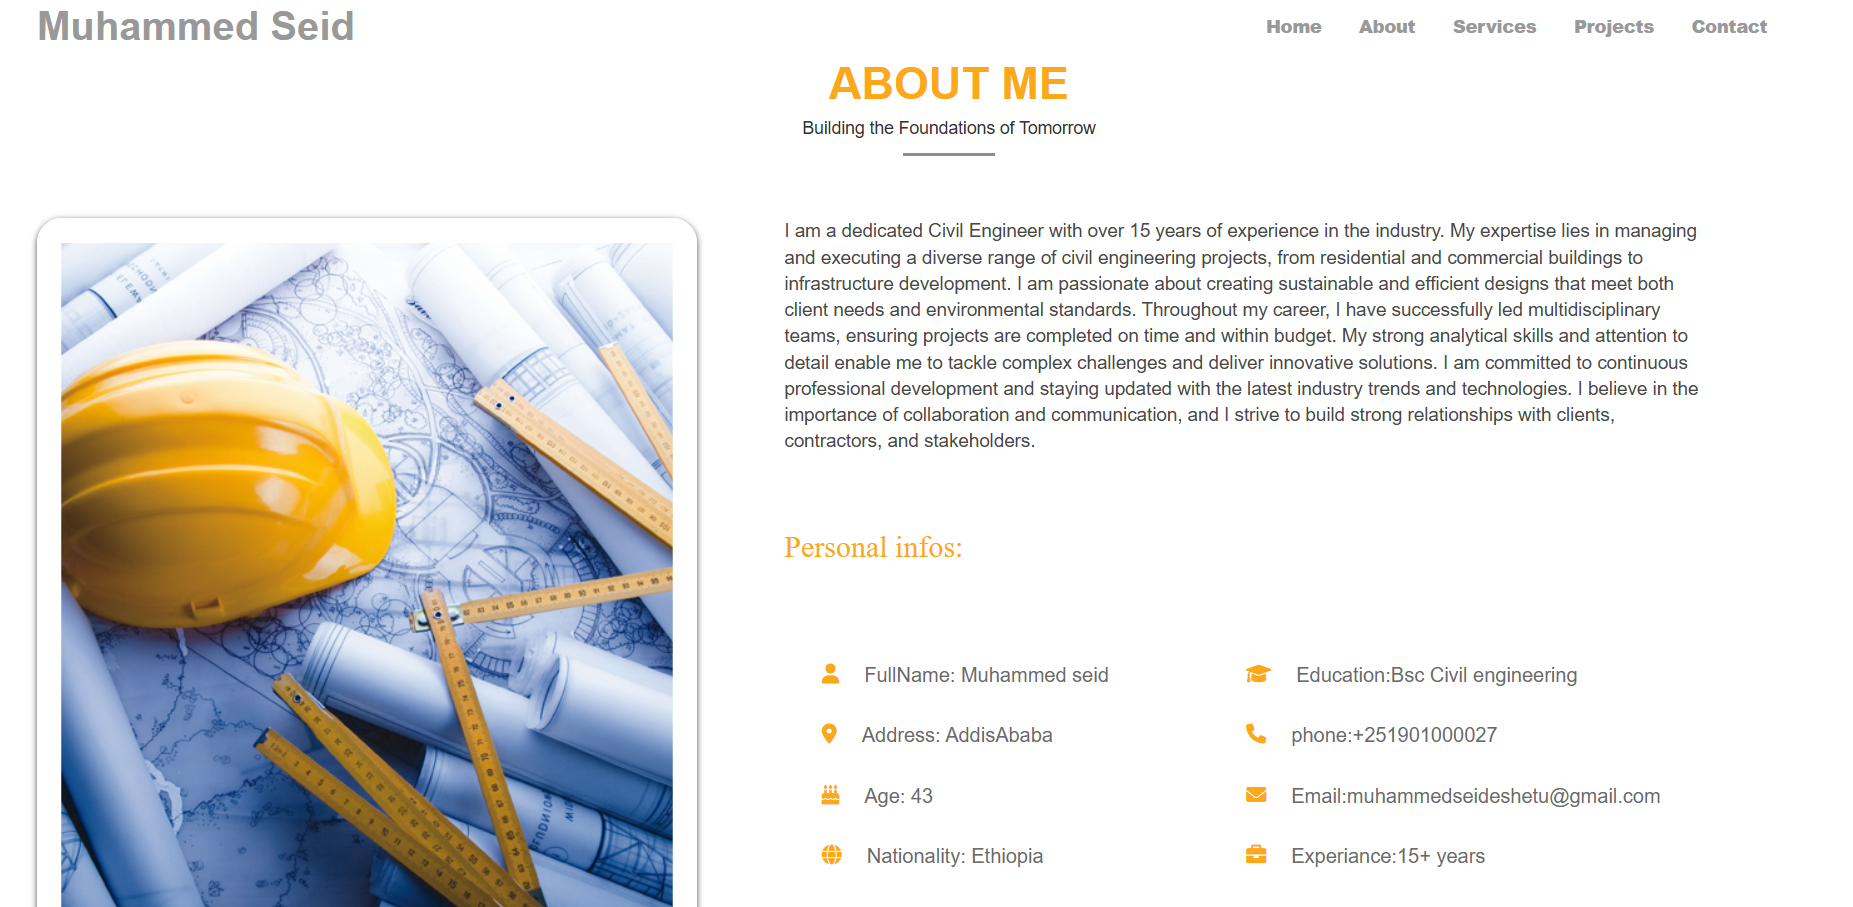 Muhammed Seid
Home About Services Projects Contact
ABOUT ME
Building the Foundations of Tomorrow
I am a dedicated Civil Engineer with over 15 years of experience in the industry. My expertise lies in managing
and executing a diverse range of civil engineering projects, from residential and commercial buildings to
infrastructure development. I am passionate about creating sustainable and efficient designs that meet both
client needs and environmental standards. Throughout my career, I have successfully led multidisciplinary
teams, ensuring projects are completed on time and within budget. My strong analytical skills and attention to
detail enable me to tackle complex challenges and deliver innovative solutions. I am committed to continuous
professional development and staying updated with the latest industry trends and technologies. I believe in the
importance of collaboration and communication, and I strive to build strong relationships with clients,
contractors, and stakeholders.
Personal infos:
FullName: Muhammed seid
Education:Bsc Civil engineering
Address: AddisAbaba
phone:+251901000027
Age: 43
Email:muhammedseideshetu@gmail.com
Nationality: Ethiopia
Experiance:15+ years